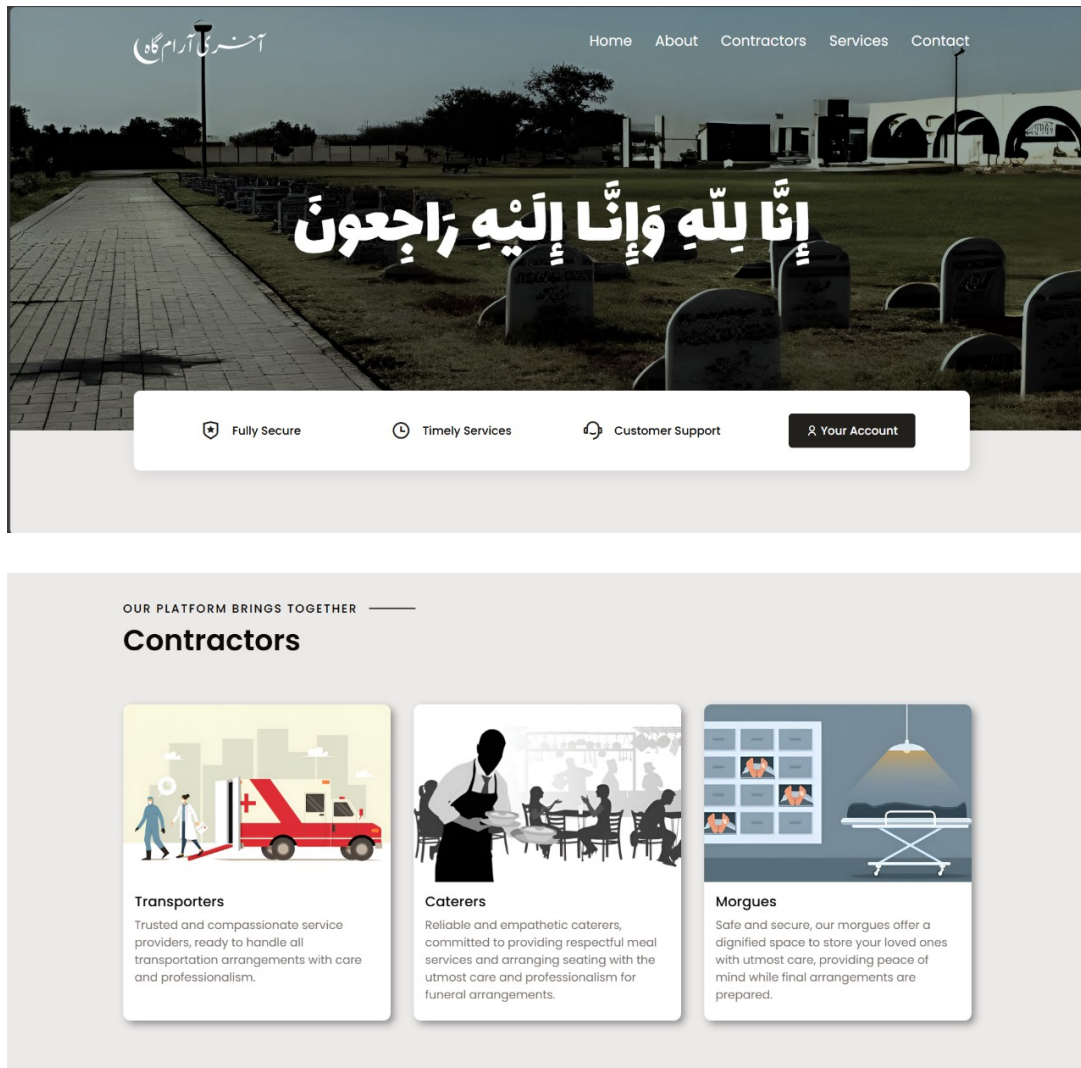 آخری آرام گاہ
Home About Contractors Services Contact
إِنَّا لِلَّهِ وَإِنَّا إِلَيْهِ رَاجِعونَ
Fully Secure Timely Services Customer Support Your Account
OUR PLATFORM BRINGS TOGETHER
Contractors
Transporters
Trusted and compassionate service
providers, ready to handle all
transportation arrangements with care
and professionalism.
Caterers
Reliable and empathetic caterers,
committed to providing respectful meal
services and arranging seating with the
utmost care and professionalism for
funeral arrangements.
Morgues
Safe and secure, our morgues offer a
dignified space to store your loved ones
with utmost care, providing peace of
mind while final arrangements are
prepared.